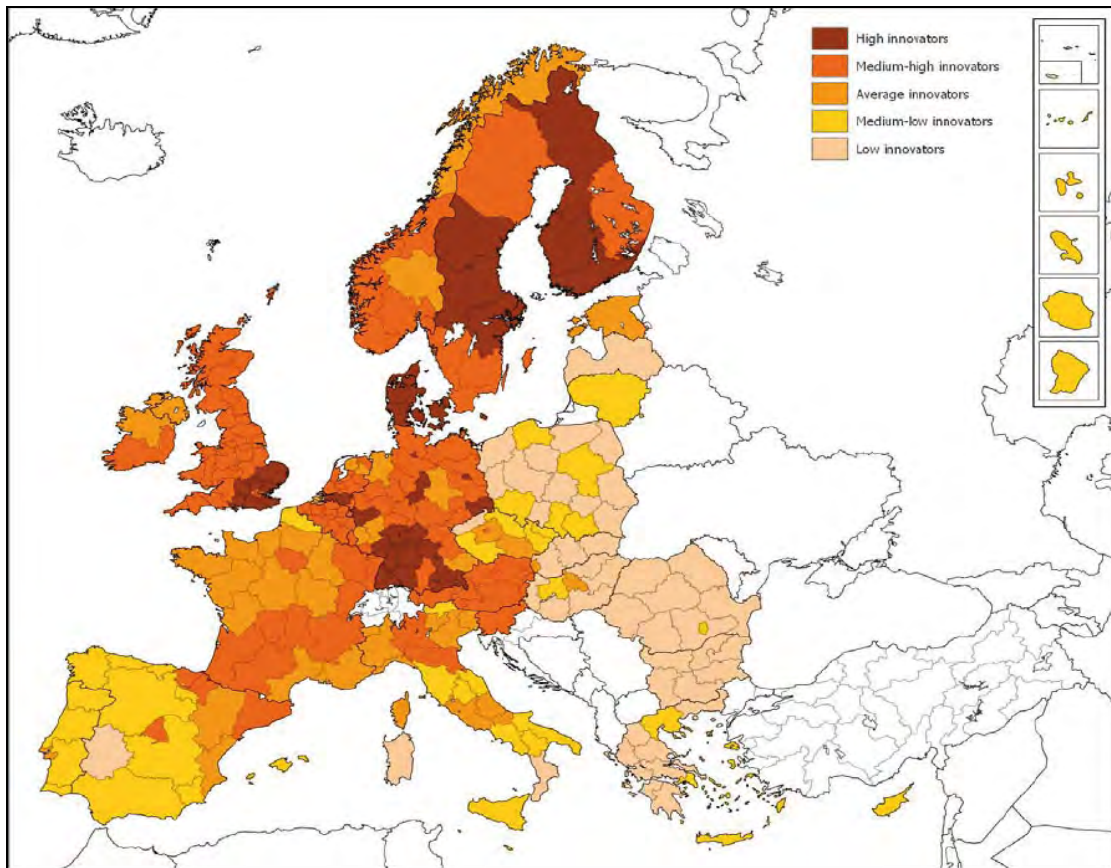 High innovators
Medium-high innovators
Average innovators
Medium-low innovators
Low innovators